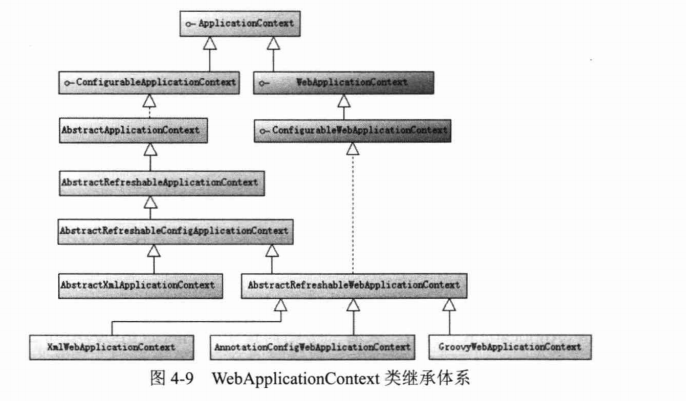 ApplicationContext
ConfigurableApplicationContext
WebApplicationContext
AbstractApplicationContext
ConfigurableWebApplicationContext
AbstractRefreshableApplicationContext
AbstractRefreshableConfigApplicationContext
AbstractXmlApplicationContext
AbstractRefreshableWebApplicationContext
XmlWebApplicationContext
AnnotationConfigWebApplicationContext
GroovyWebApplicationContext
图 4-9 WebApplicationContext 类继承体系